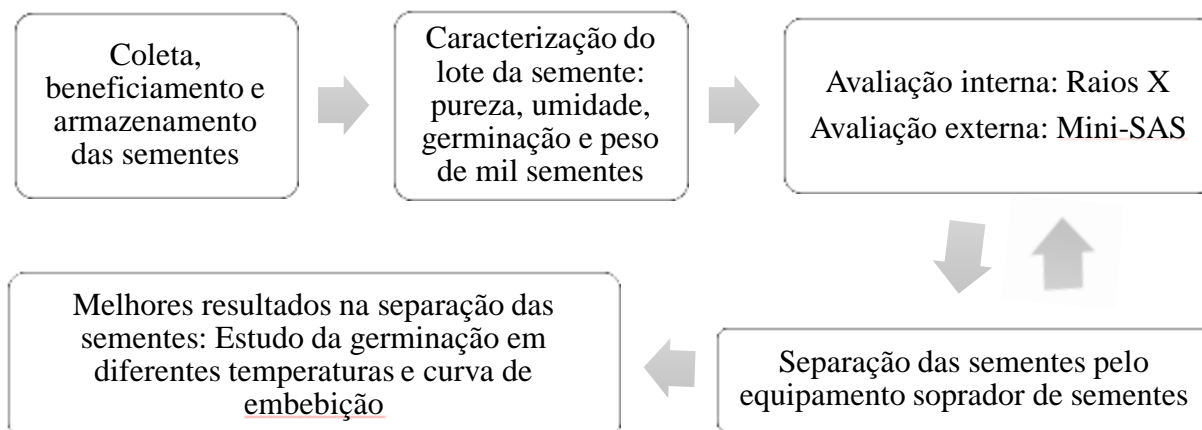 Coleta,
beneficiamento e
armazenamento
das sementes
Caracterização do
lote da semente:
pureza, umidade,
germinação e peso
de mil sementes
Avaliação interna: Raios X
Avaliação externa: Mini-SAS
Separação das sementes pelo
equipamento soprador de sementes
Melhores resultados na separação das
sementes: Estudo da germinação em
diferentes temperaturas e curva de
embebição